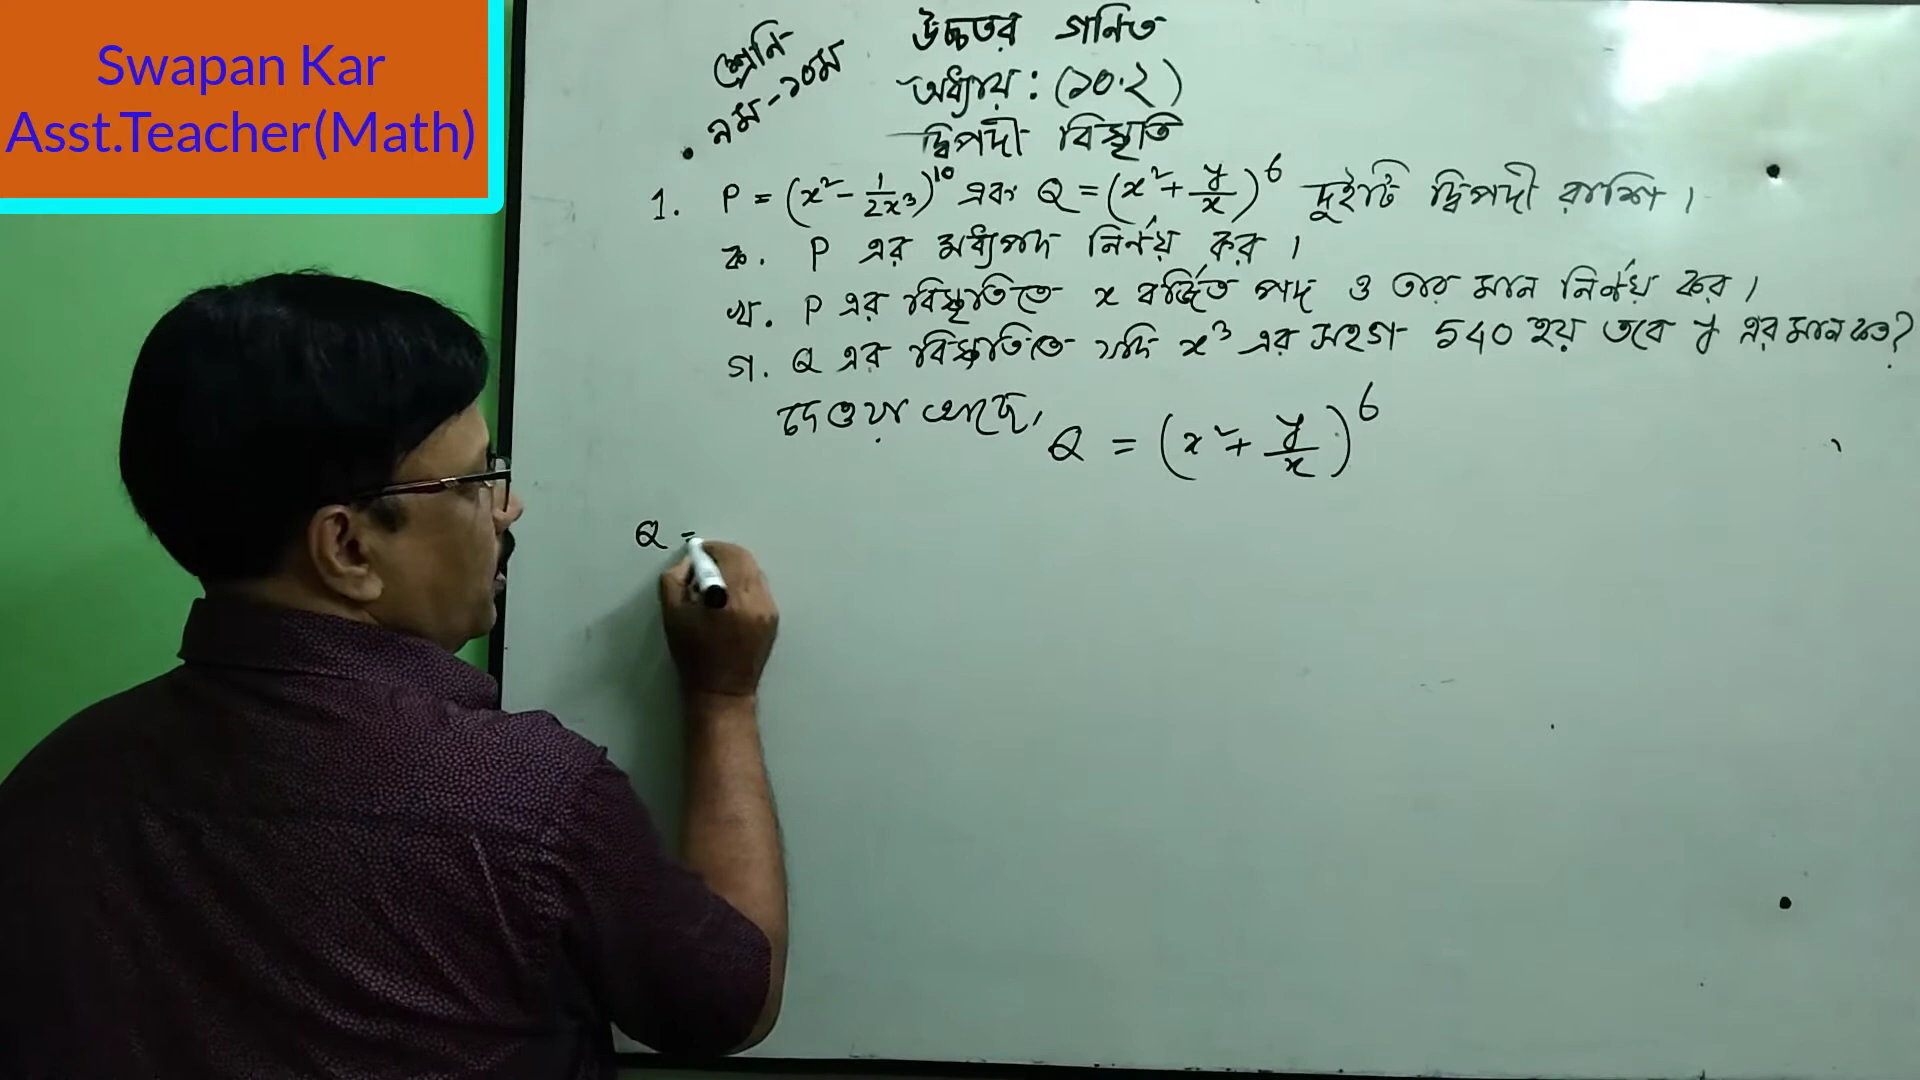 Swapan Kar
Asst.Teacher(Math)
শ্রেনি
৯ম-১০ম
উচ্চতর গনিত
অধ্যায় : (১০.২)
দ্বিপদী বিস্তৃতি
1. P = (x² - 1/2x³)¹⁰ এবং Q = (x² + y/x)⁶ দুইটি দ্বিপদী রাশি।
ক. P এর মধ্যপদ নির্ণয় কর।
খ. P এর বিস্তৃতিতে x বর্জিত পদ ও তার মান নির্ণয় কর।
গ. Q এর বিস্তৃতিতে যদি x³ এর সহগ 540 হয় তবে y এর মান কত?
দেওয়া আছে, Q = (x² + y/x)⁶
Q =